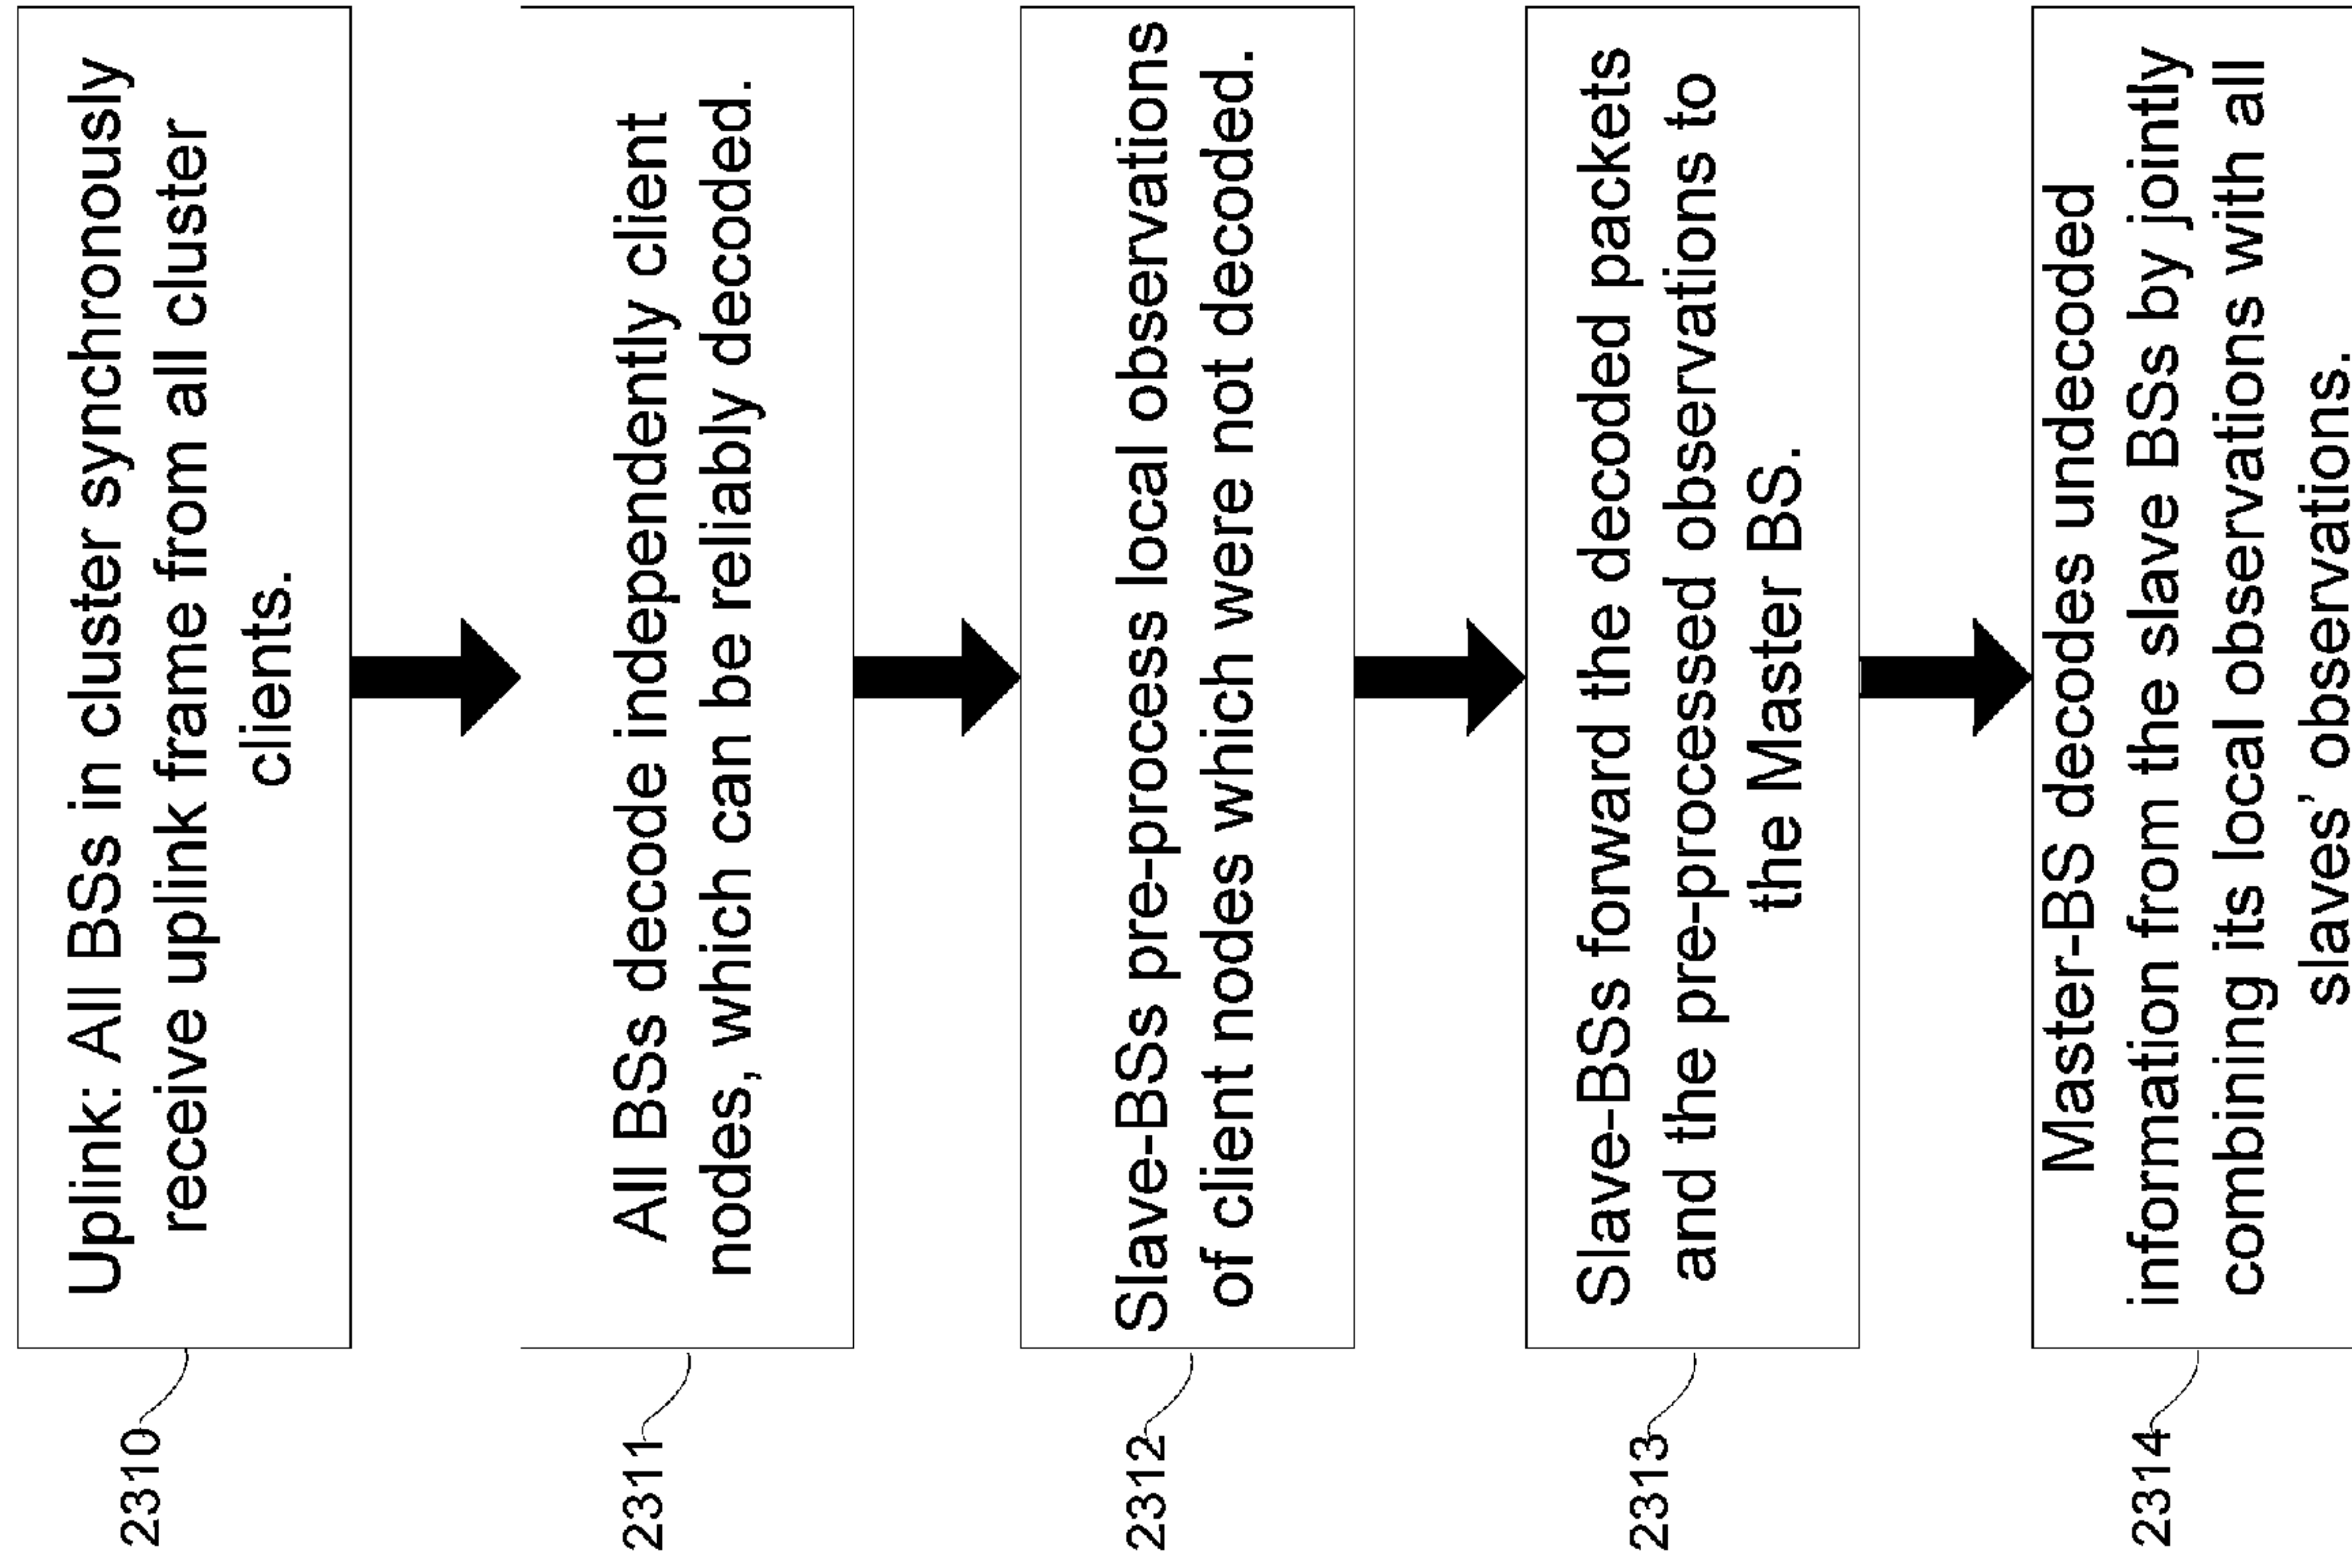 2310
Uplink: All BSs in cluster synchronously
receive uplink frame from all cluster
clients.
2311
All BSs decode independently client
nodes, which can be reliably decoded.
2312
Slave-BSs pre-process local observations
of client nodes which were not decoded.
2313
Slave-BSs forward the decoded packets
and the pre-processed observations to
the Master BS.
2314
Master-BS decodes undecoded
information from the slave BSs by jointly
combining its local observations with all
slaves’ observations.